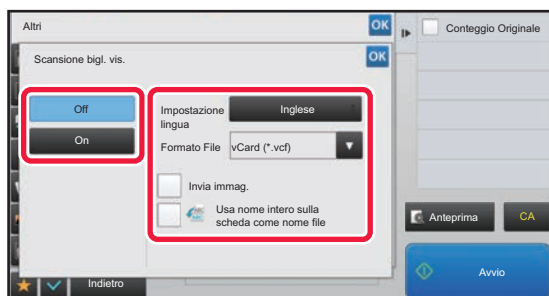 Altri
OK
Conteggio Originale
Scansione bigl. vis.
OK
Off
On
Impostazione
lingua
Inglese
Formato File
vCard (*.vcf)
Invia immag.
Usa nome intero sulla
scheda come nome file
Anteprima
CA
Indietro
Avvio